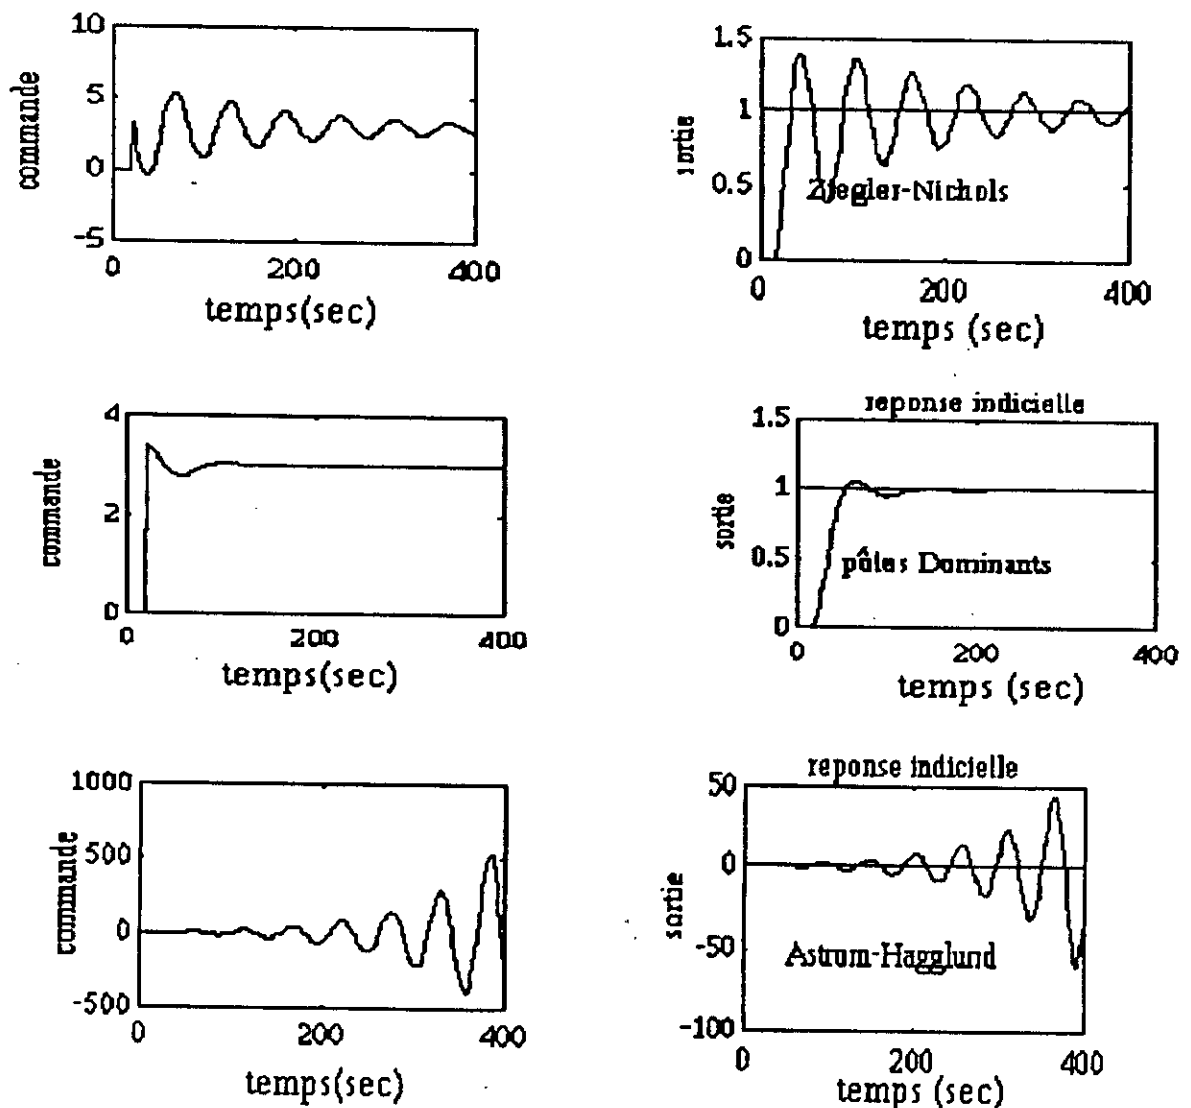 10
5
0
-5
commande
0 200 400
temps(sec)
1.5
1
0.5
0
sortie
Ziegler-Nichols
0 200 400
temps (sec)
4
2
0
commande
0 200 400
temps(sec)
reponse indicielle
1.5
1
0.5
0
sortie
pôles Dominants
0 200 400
temps (sec)
1000
500
0
-500
commande
0 200 400
temps(sec)
reponse indicielle
50
0
-50
-100
sortie
Astrom-Hagglund
0 200 400
temps (sec)